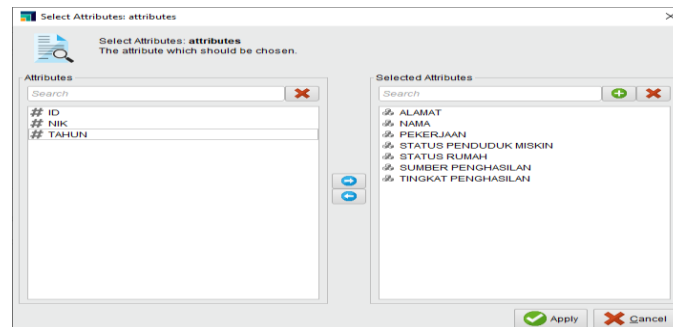 Select Attributes: attributes
Select Attributes: attributes
The attribute which should be chosen.
Attributes
Search
# ID
# NIK
# TAHUN
Selected Attributes
Search
ALAMAT
NAMA
PEKERJAAN
STATUS PENDUDUK MISKIN
STATUS RUMAH
SUMBER PENGHASILAN
TINGKAT PENGHASILAN
Apply
Cancel